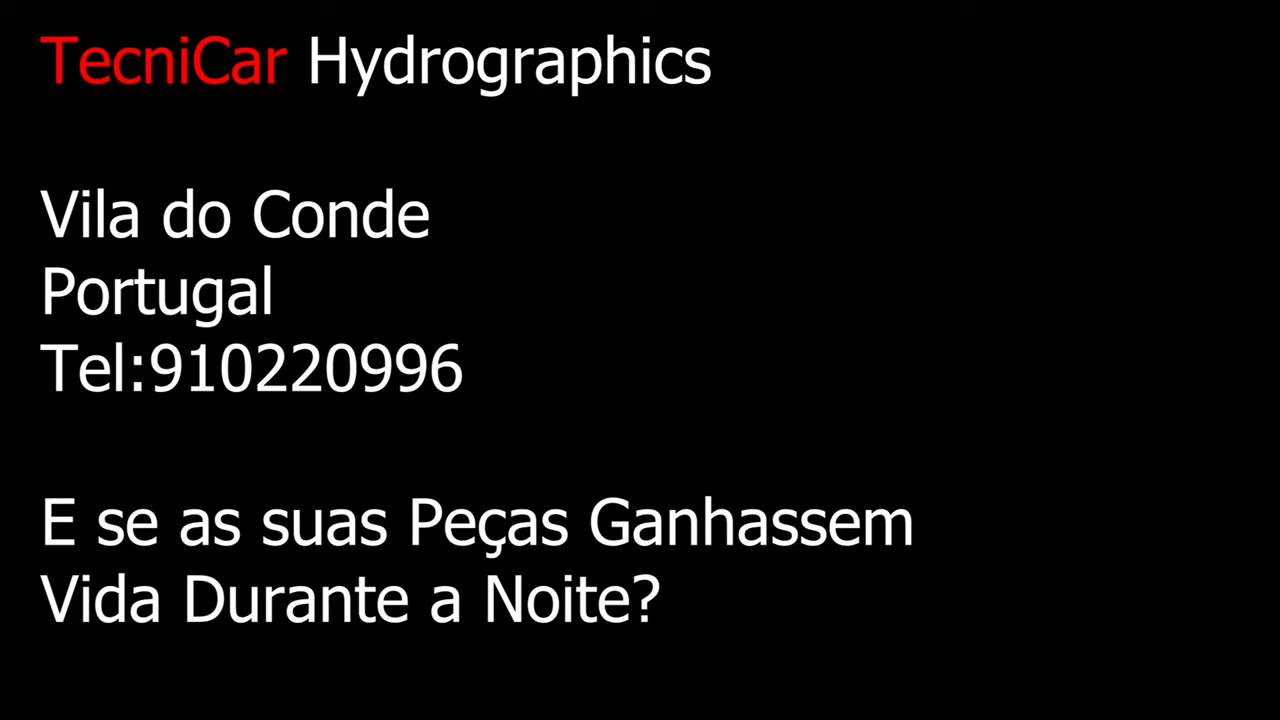 TecniCar Hydrographics
Vila do Conde
Portugal
Tel:910220996
E se as suas Peças Ganhassem
Vida Durante a Noite?